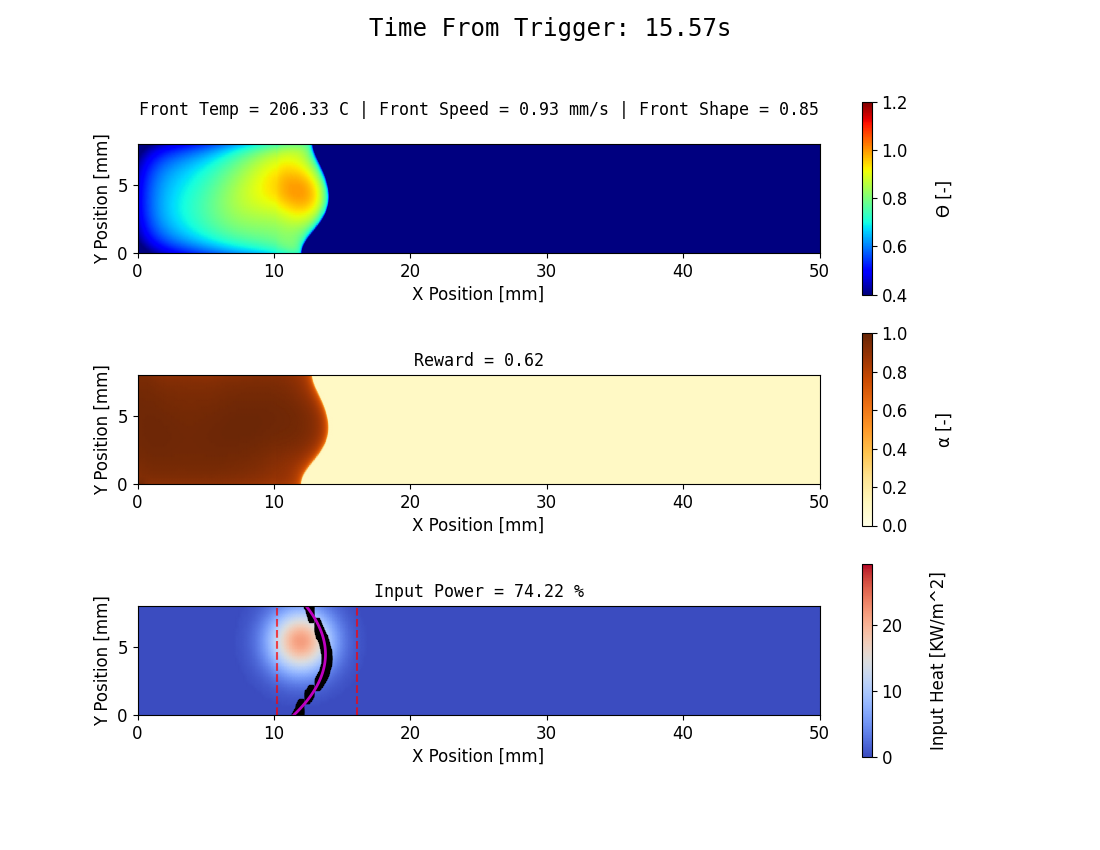 Time From Trigger: 15.57s
Front Temp = 206.33 C | Front Speed = 0.93 mm/s | Front Shape = 0.85
Y Position [mm]
5
0
0 10 20 30 40 50
X Position [mm]
1.2
1.0
0.8
0.6
0.4
Θ [-]
Reward = 0.62
Y Position [mm]
5
0
0 10 20 30 40 50
X Position [mm]
1.0
0.8
0.6
0.4
0.2
0.0
α [-]
Input Power = 74.22 %
Y Position [mm]
5
0
0 10 20 30 40 50
X Position [mm]
20
10
0
Input Heat [KW/m^2]